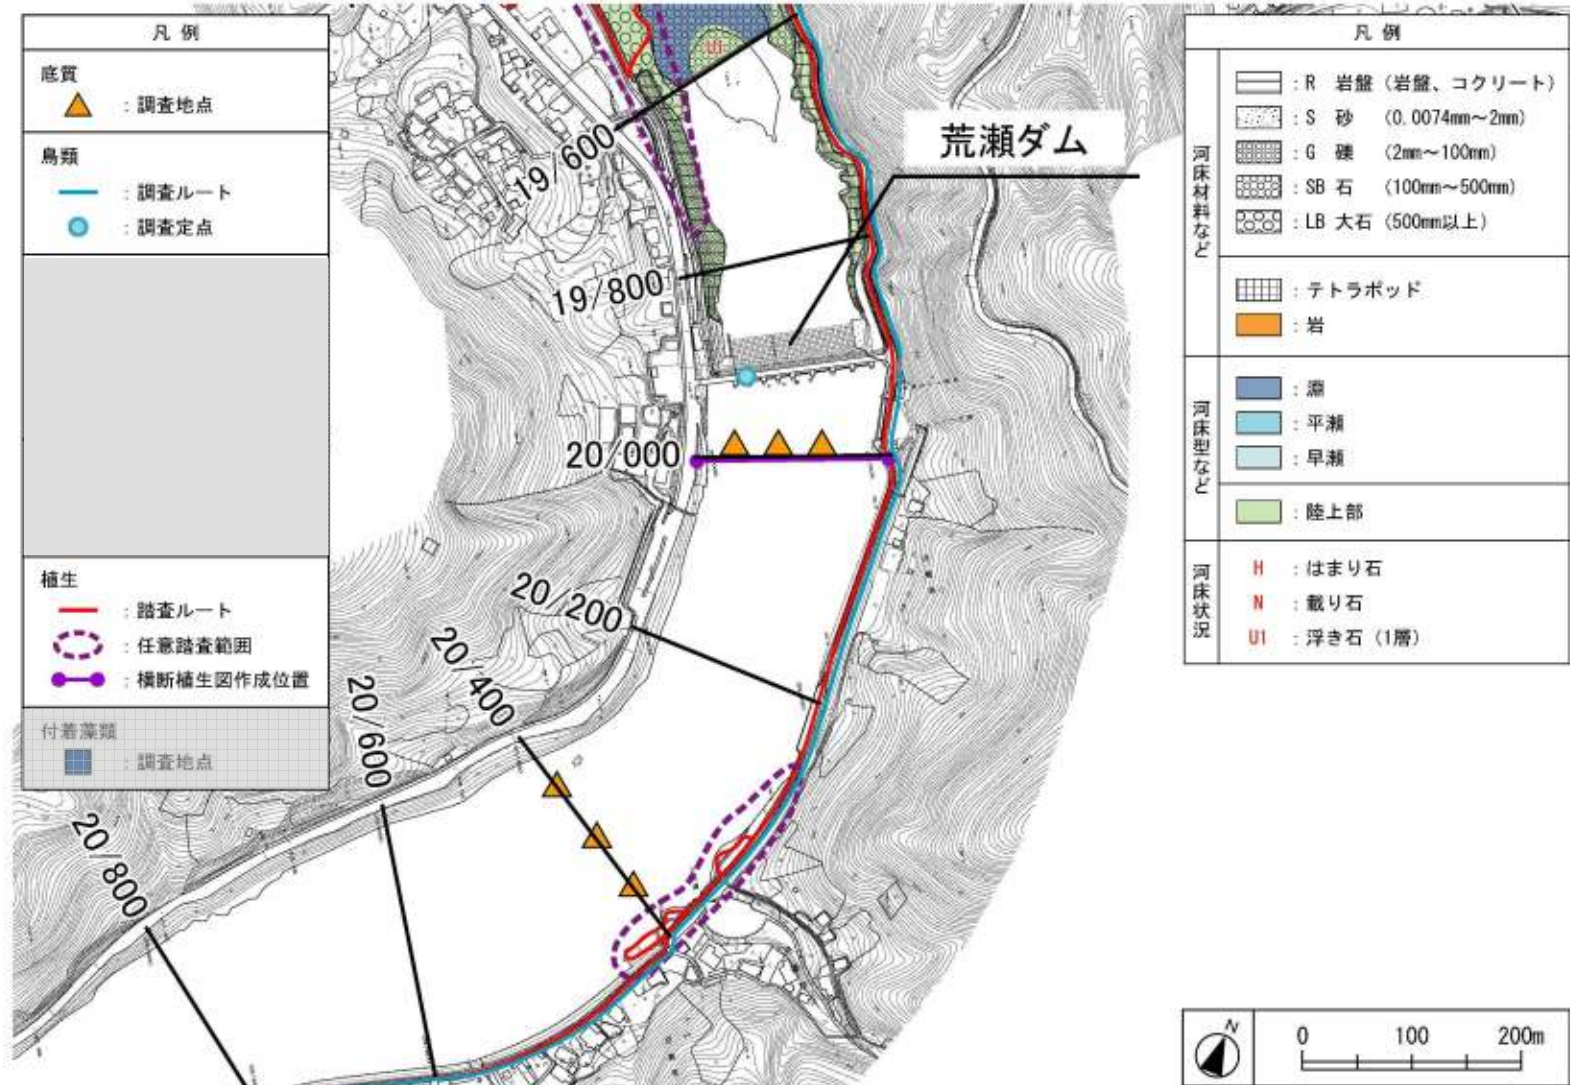 凡 例
底質
：調査地点
鳥類
：調査ルート
：調査定点
植生
：踏査ルート
：任意踏査範囲
：横断植生図作成位置
付着藻類
：調査地点
荒瀬ダム
U1
19/600
19/800
20/000
20/200
20/400
20/600
20/800
凡 例
河床材料など
：R 岩盤（岩盤、コクリート）
：S 砂 （0.0074mm～2mm）
：G 礫 （2mm～100mm）
：SB 石 （100mm～500mm）
：LB 大石（500mm以上）
：テトラポッド
：岩
河床型など
：淵
：平瀬
：早瀬
：陸上部
河床状況
H ：はまり石
N ：載り石
U1 ：浮き石（1層）
N
0 100 200m